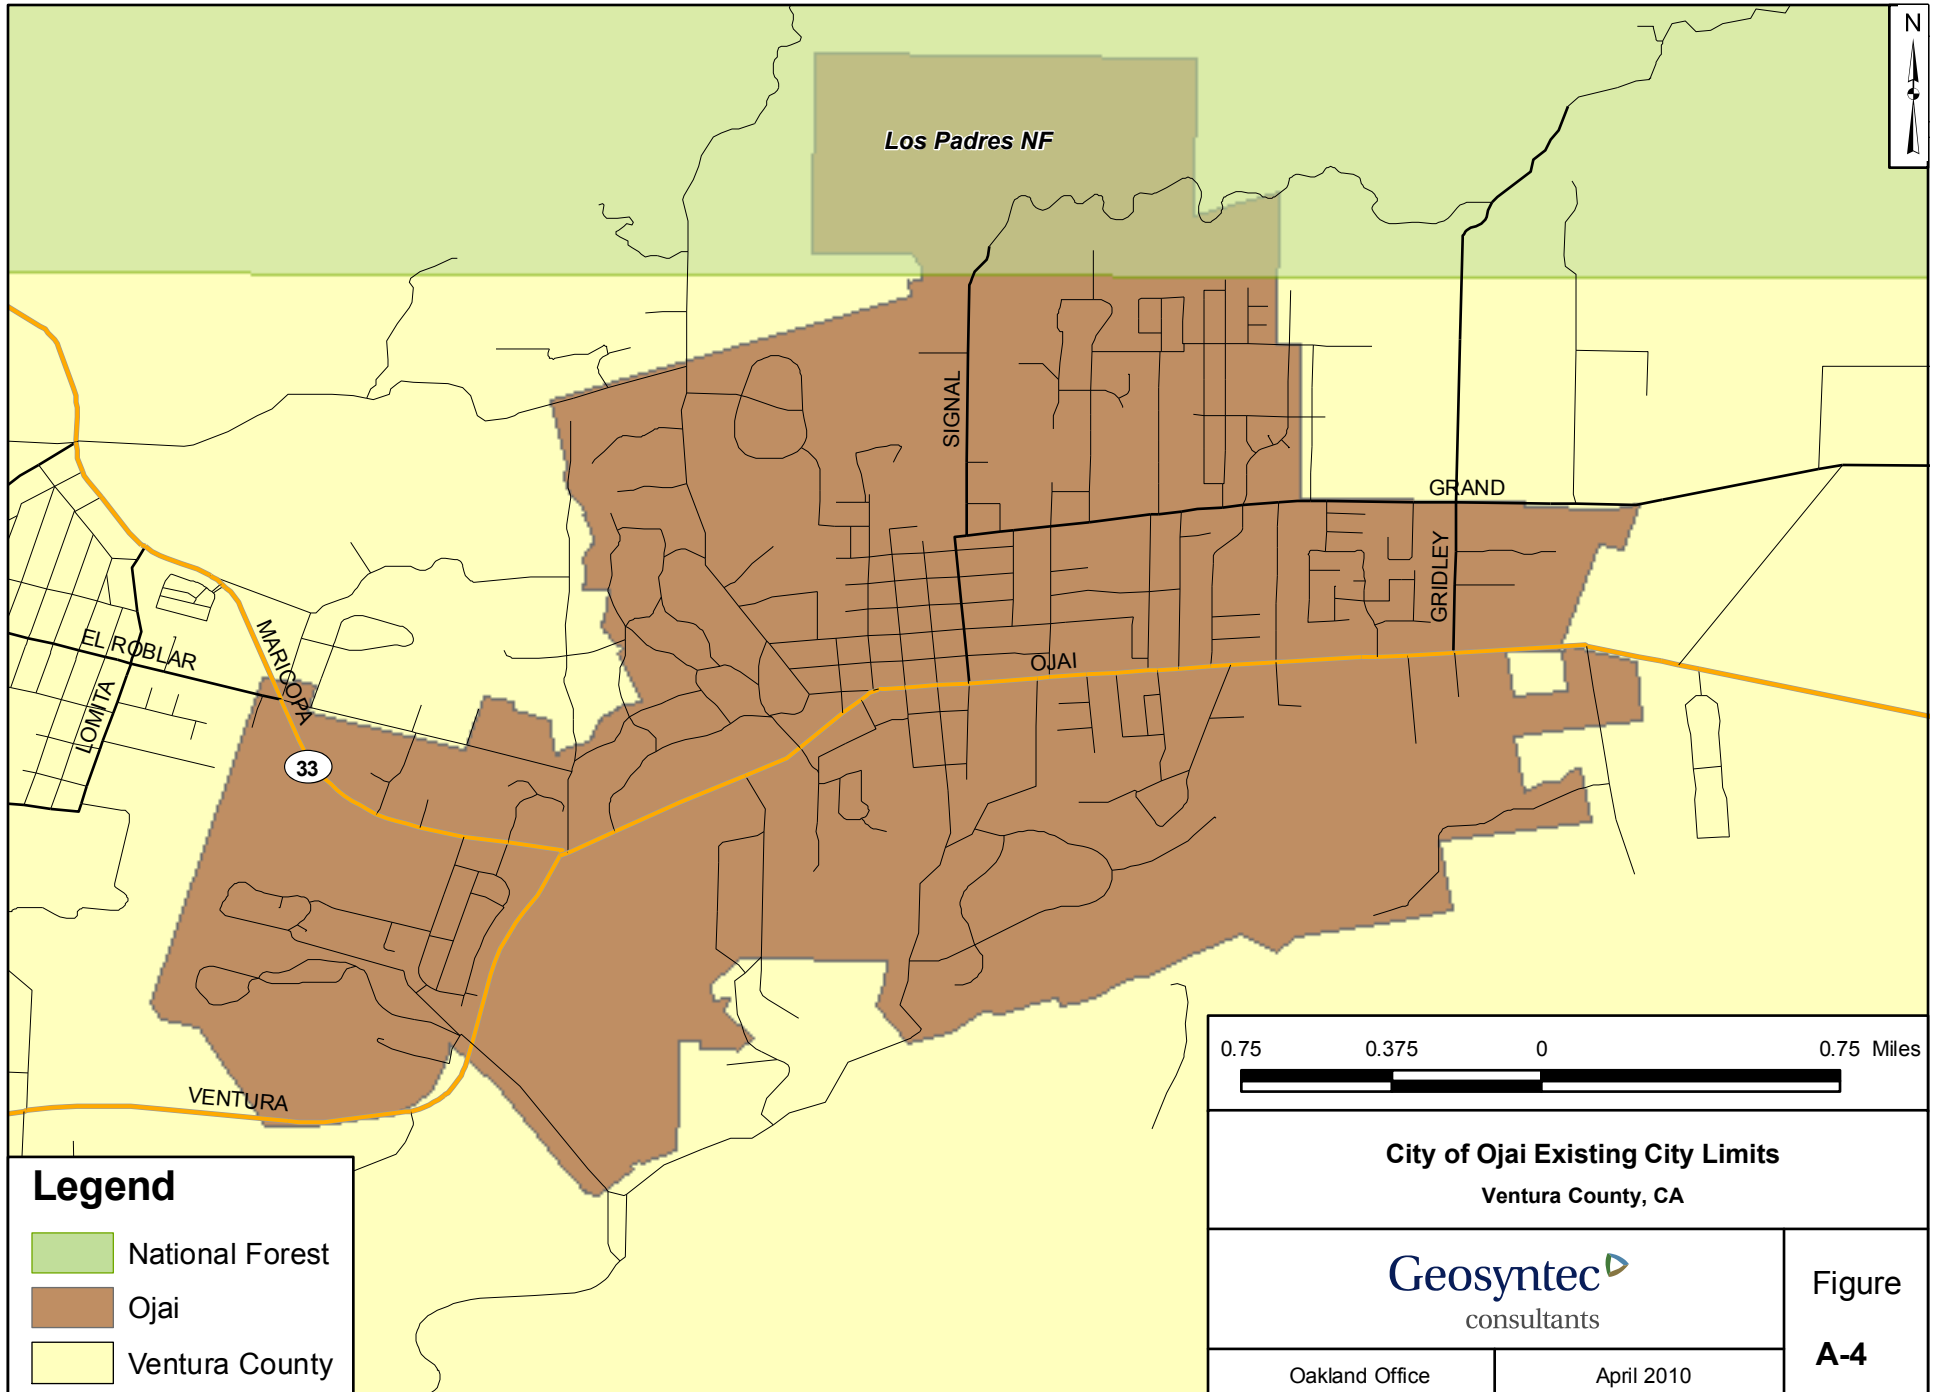 N
Los Padres NF
SIGNAL
GRAND
GRIDLEY
EL ROBLAR
MARICOPA
LOMITA
OJAI
33
VENTURA
0.75 0.375 0 0.75 Miles
City of Ojai Existing City Limits
Ventura County, CA
Geosyntec
consultants
Figure
A-4
Oakland Office April 2010
Legend
National Forest
Ojai
Ventura County